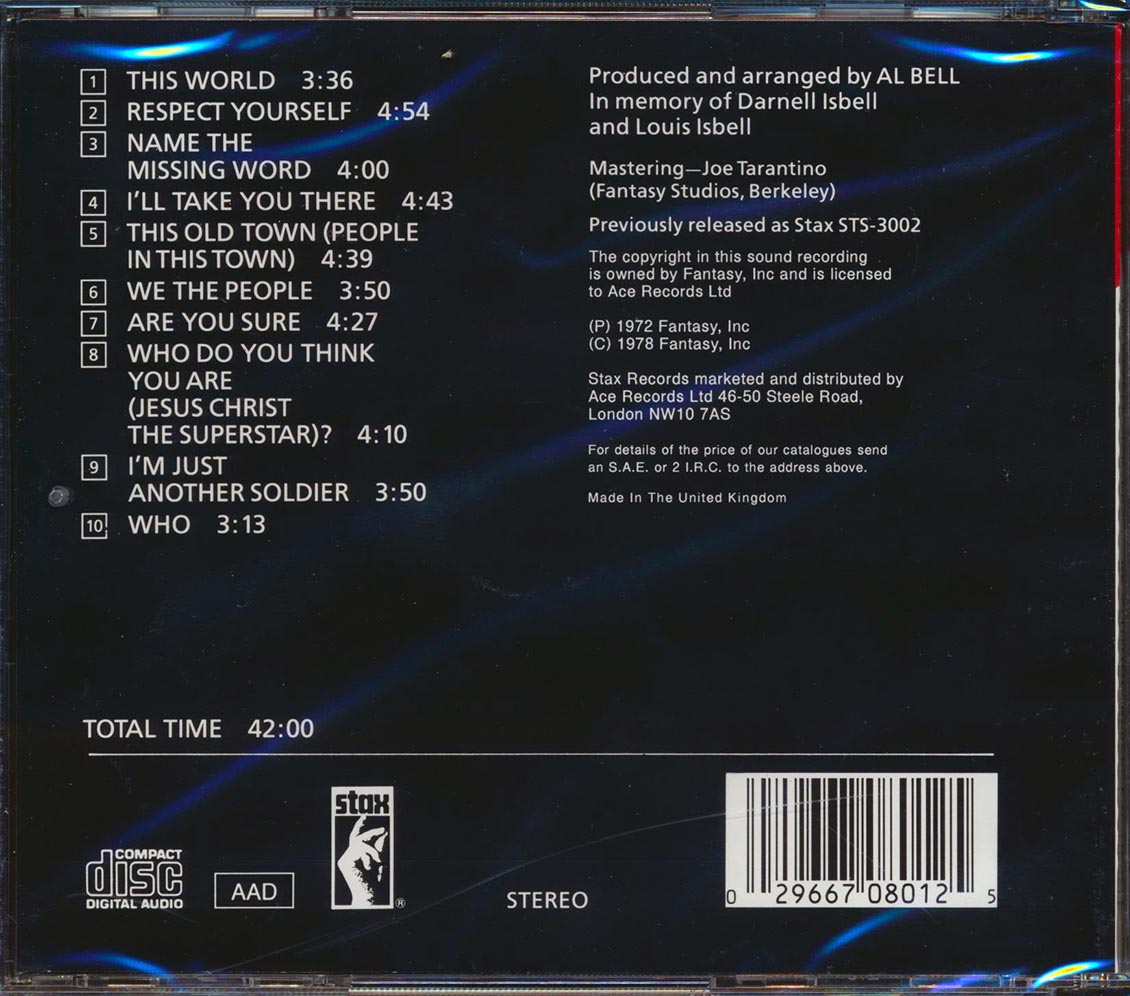 1 THIS WORLD 3:36
2 RESPECT YOURSELF 4:54
3 NAME THE
MISSING WORD 4:00
4 I'LL TAKE YOU THERE 4:43
5 THIS OLD TOWN (PEOPLE
IN THIS TOWN) 4:39
6 WE THE PEOPLE 3:50
7 ARE YOU SURE 4:27
8 WHO DO YOU THINK
YOU ARE
(JESUS CHRIST
THE SUPERSTAR)? 4:10
9 I'M JUST
ANOTHER SOLDIER 3:50
10 WHO 3:13
Produced and arranged by AL BELL
In memory of Darnell Isbell
and Louis Isbell
Mastering—Joe Tarantino
(Fantasy Studios, Berkeley)
Previously released as Stax STS-3002
The copyright in this sound recording
is owned by Fantasy, Inc and is licensed
to Ace Records Ltd
(P) 1972 Fantasy, Inc
(C) 1978 Fantasy, Inc
Stax Records marketed and distributed by
Ace Records Ltd 46-50 Steele Road,
London NW10 7AS
For details of the price of our catalogues send
an S.A.E. or 2 I.R.C. to the address above.
Made In The United Kingdom
TOTAL TIME 42:00
COMPACT
disc
DIGITAL AUDIO
AAD
stax
®
STEREO
0 29667 08012 5